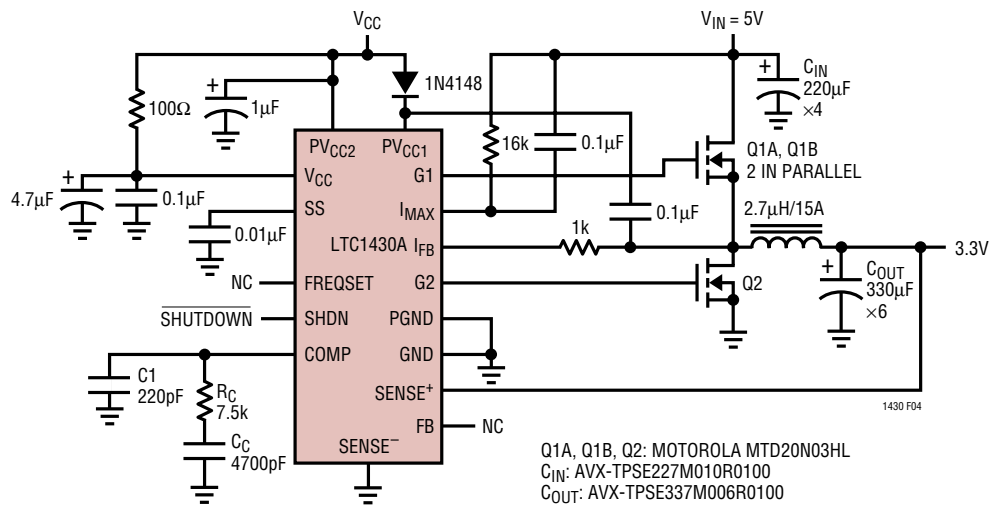 VCC
VIN = 5V
1N4148
CIN
220µF
×4
100Ω
1µF
16k
0.1µF
PVCC2
PVCC1
Q1A, Q1B
2 IN PARALLEL
VCC
G1
4.7µF
0.1µF
SS
IMAX
0.1µF
2.7µH/15A
0.01µF
1k
LTC1430A
IFB
3.3V
NC
FREQSET
G2
Q2
COUT
330µF
×6
SHUTDOWN
SHDN
PGND
COMP
GND
C1
220pF
RC
7.5k
SENSE+
1430 F04
FB
NC
CC
4700pF
SENSE−
Q1A, Q1B, Q2: MOTOROLA MTD20N03HL
CIN: AVX-TPSE227M010R0100
COUT: AVX-TPSE337M006R0100